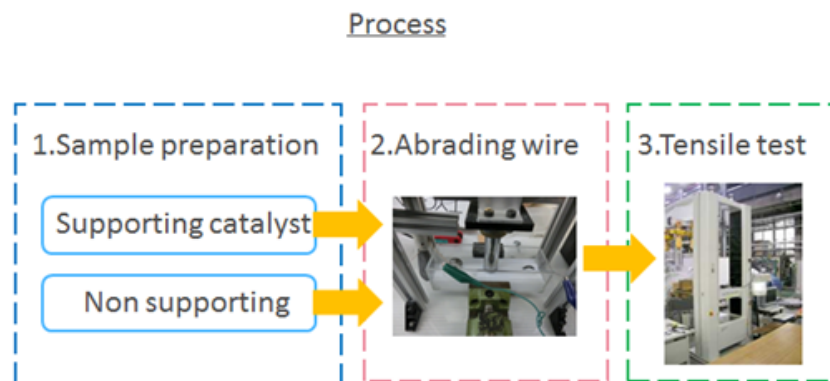 Process
1.Sample preparation
2.Abrading wire
3.Tensile test
Supporting catalyst
Non supporting